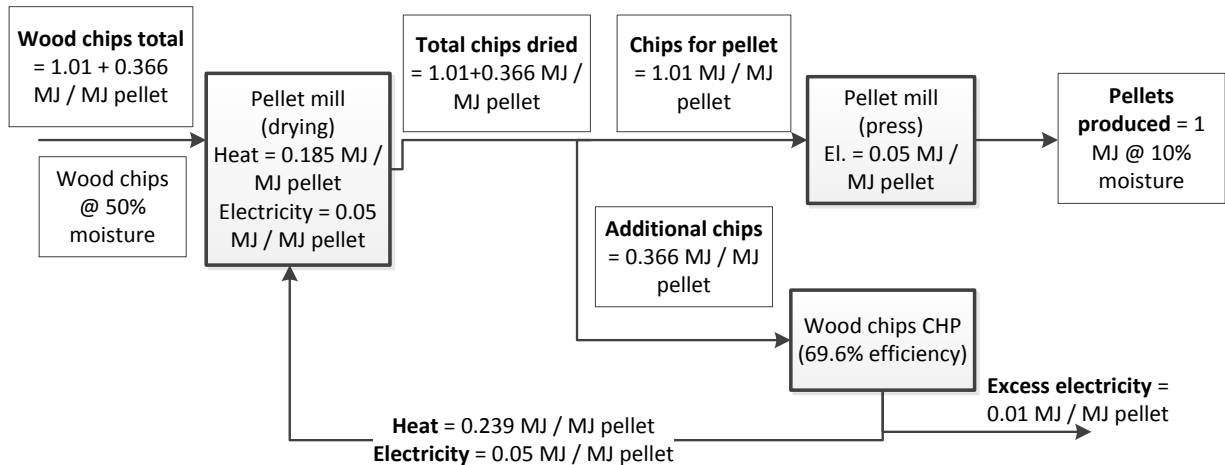 Wood chips total
= 1.01 + 0.366
MJ / MJ pellet
Wood chips
@ 50%
moisture
Pellet mill
(drying)
Heat = 0.185 MJ /
MJ pellet
Electricity = 0.05
MJ / MJ pellet
Total chips dried
= 1.01+0.366 MJ /
MJ pellet
Chips for pellet
= 1.01 MJ / MJ
pellet
Pellet mill
(press)
El. = 0.05 MJ /
MJ pellet
Pellets
produced = 1
MJ @ 10%
moisture
Additional chips
= 0.366 MJ / MJ
pellet
Wood chips CHP
(69.6% efficiency)
Excess electricity =
0.01 MJ / MJ pellet
Heat = 0.239 MJ / MJ pellet
Electricity = 0.05 MJ / MJ pellet